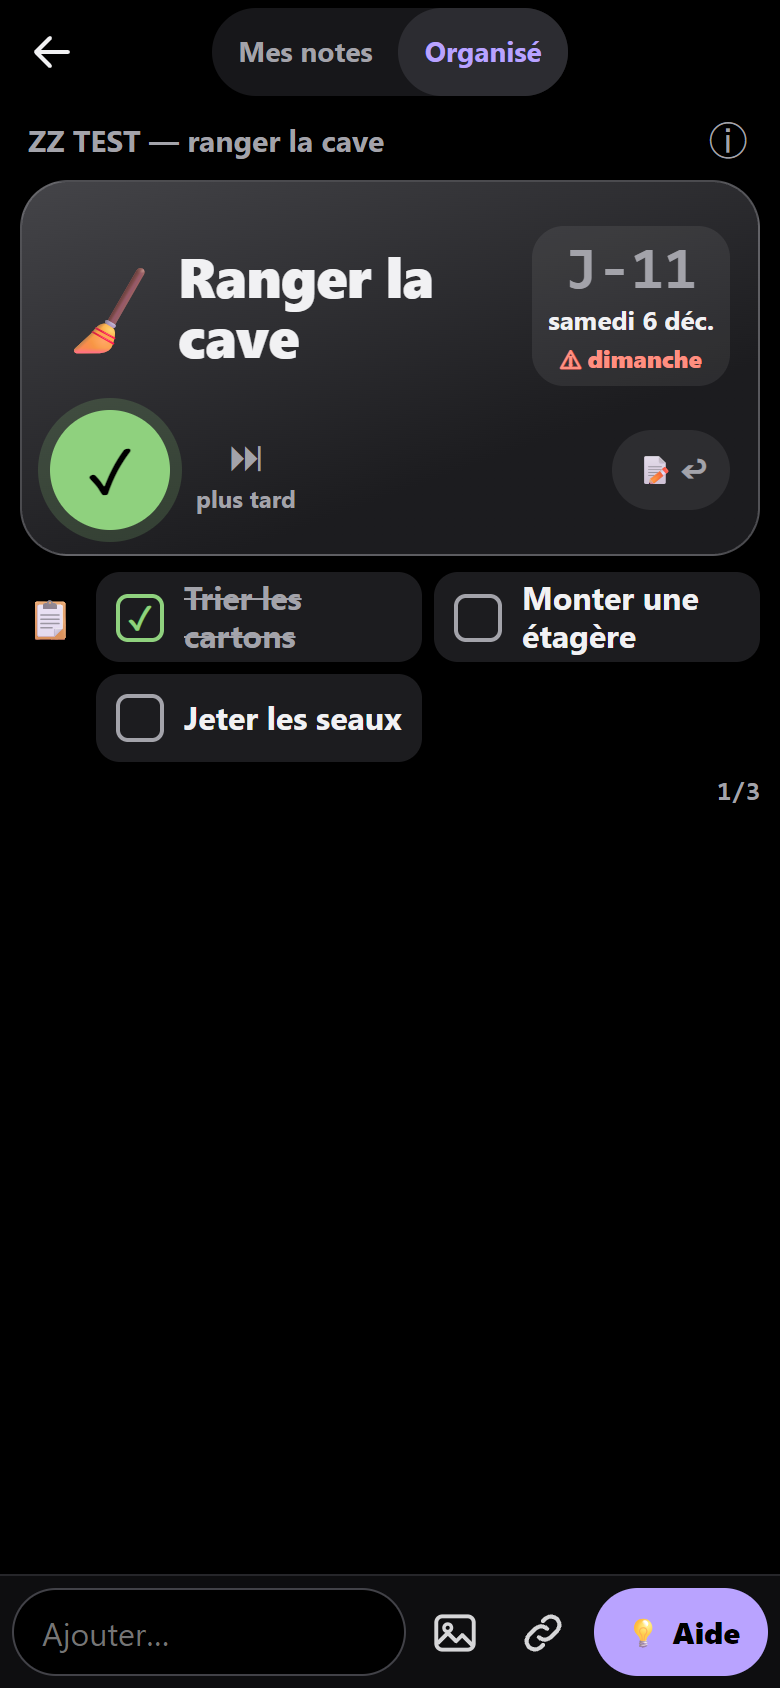 Mes notes
Organisé
ZZ TEST — ranger la cave
Ranger la
cave
J-11
samedi 6 déc.
⚠ dimanche
plus tard
Trier les
cartons
Monter une
étagère
Jeter les seaux
1/3
Ajouter...
Aide